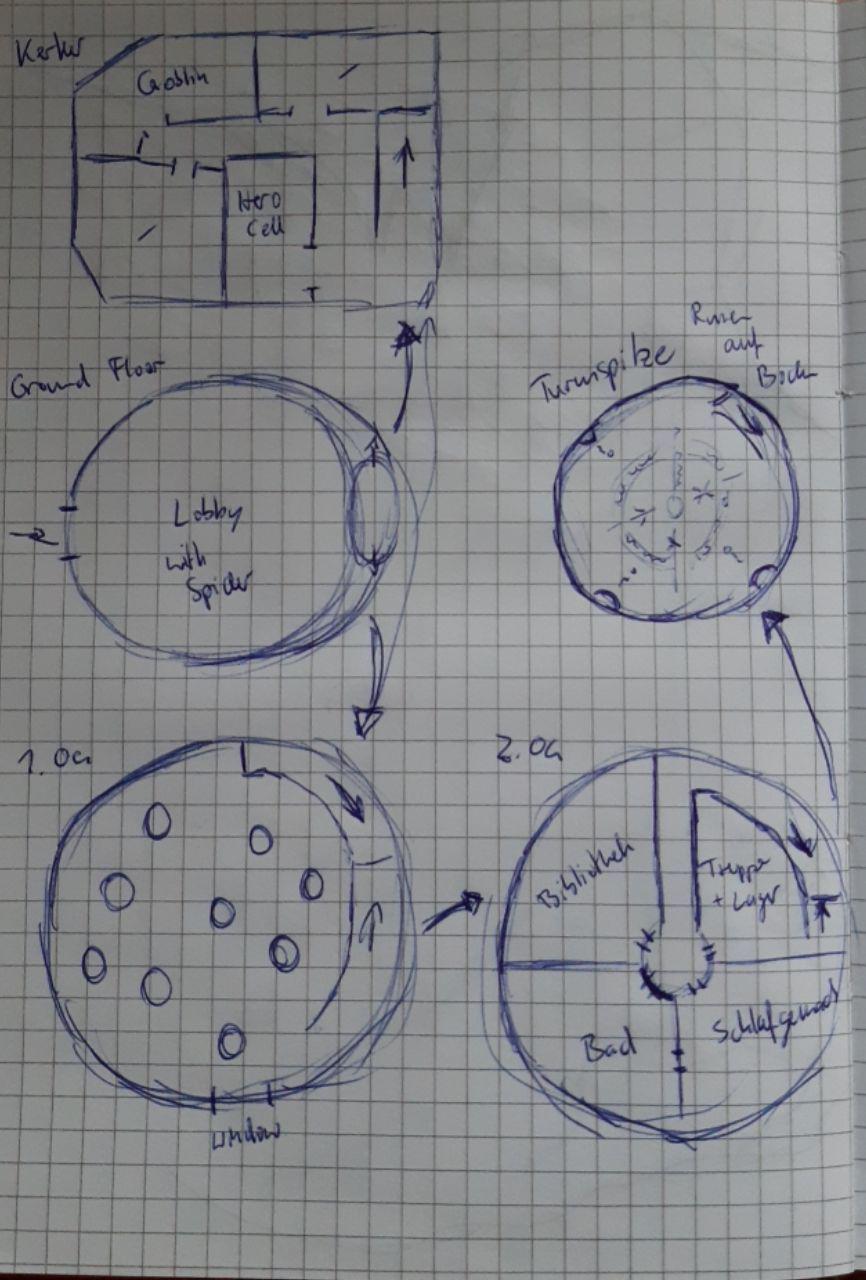 Kerker
Goblin
Hero
Cell
Ground Floor
Lobby
with
Spider
Turmspitze
Runen
auf
Boden
1. OG
window
2. OG
Bibliothek
Treppe
+ Lager
Bad
Schlafgemach